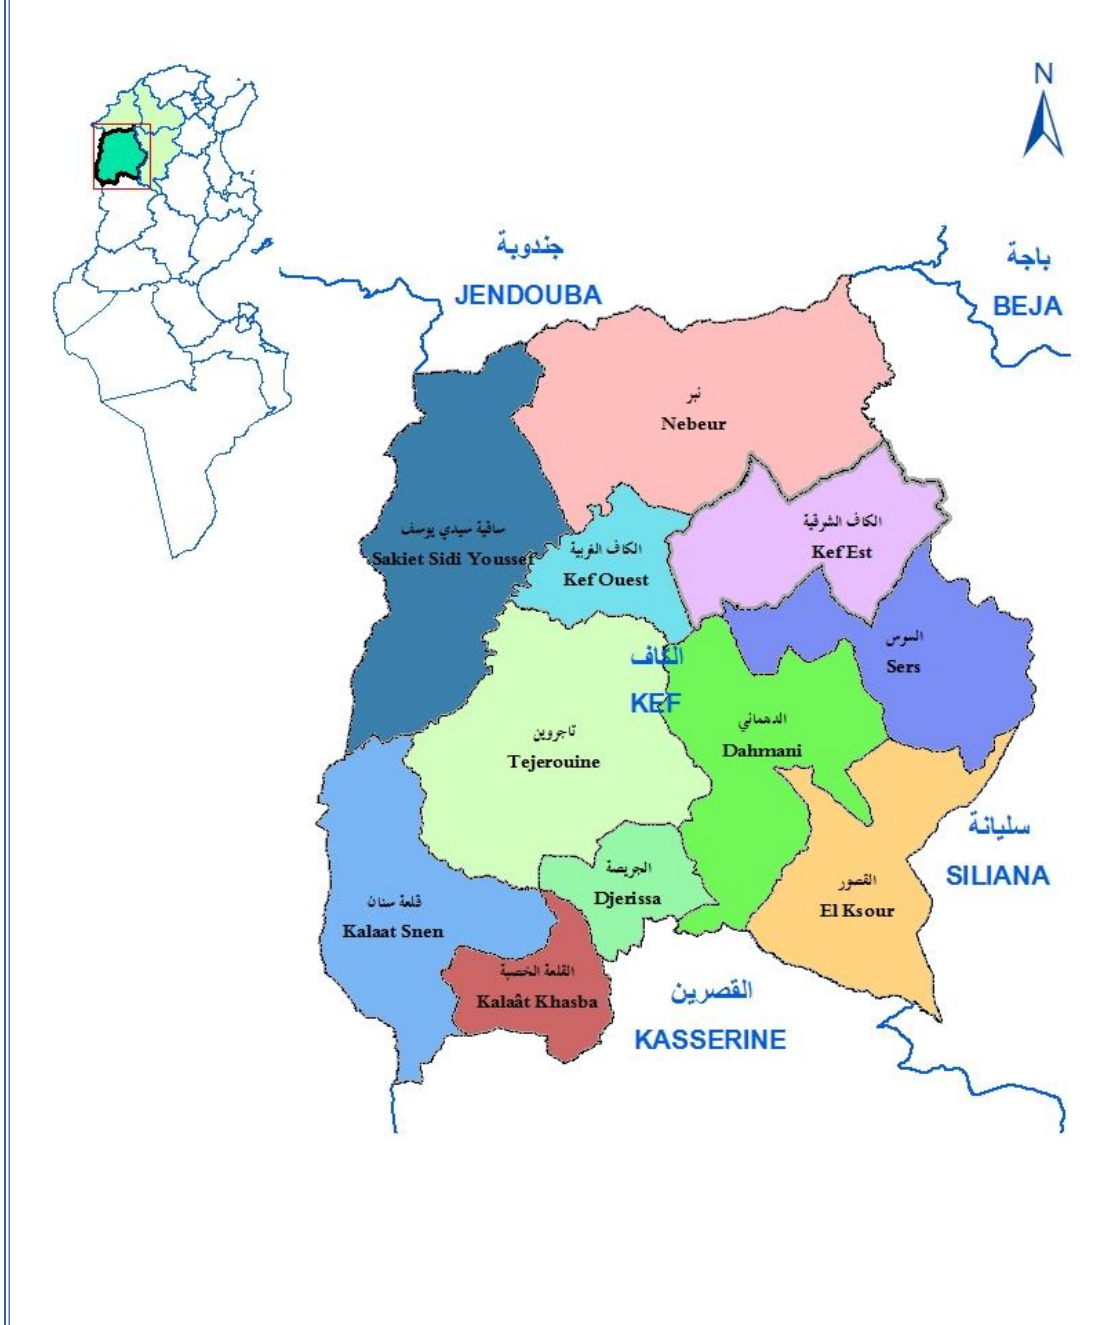 N
جندوبة
JENDOUBA
باجة
BEJA
نبر
Nebeur
ساقية سيدي يوسف
Sakiet Sidi Youssef
الكاف الغربية
Kef Ouest
الكاف الشرقية
Kef Est
السرس
Sers
الكاف
KEF
تاجروين
Tejerouine
الدهماني
Dahmani
سليانة
SILIANA
الجريصة
Djerissa
القصور
El Ksour
قلعة سنان
Kalaat Snen
القلعة الخصبة
Kalaât Khasba
القصرين
KASSERINE